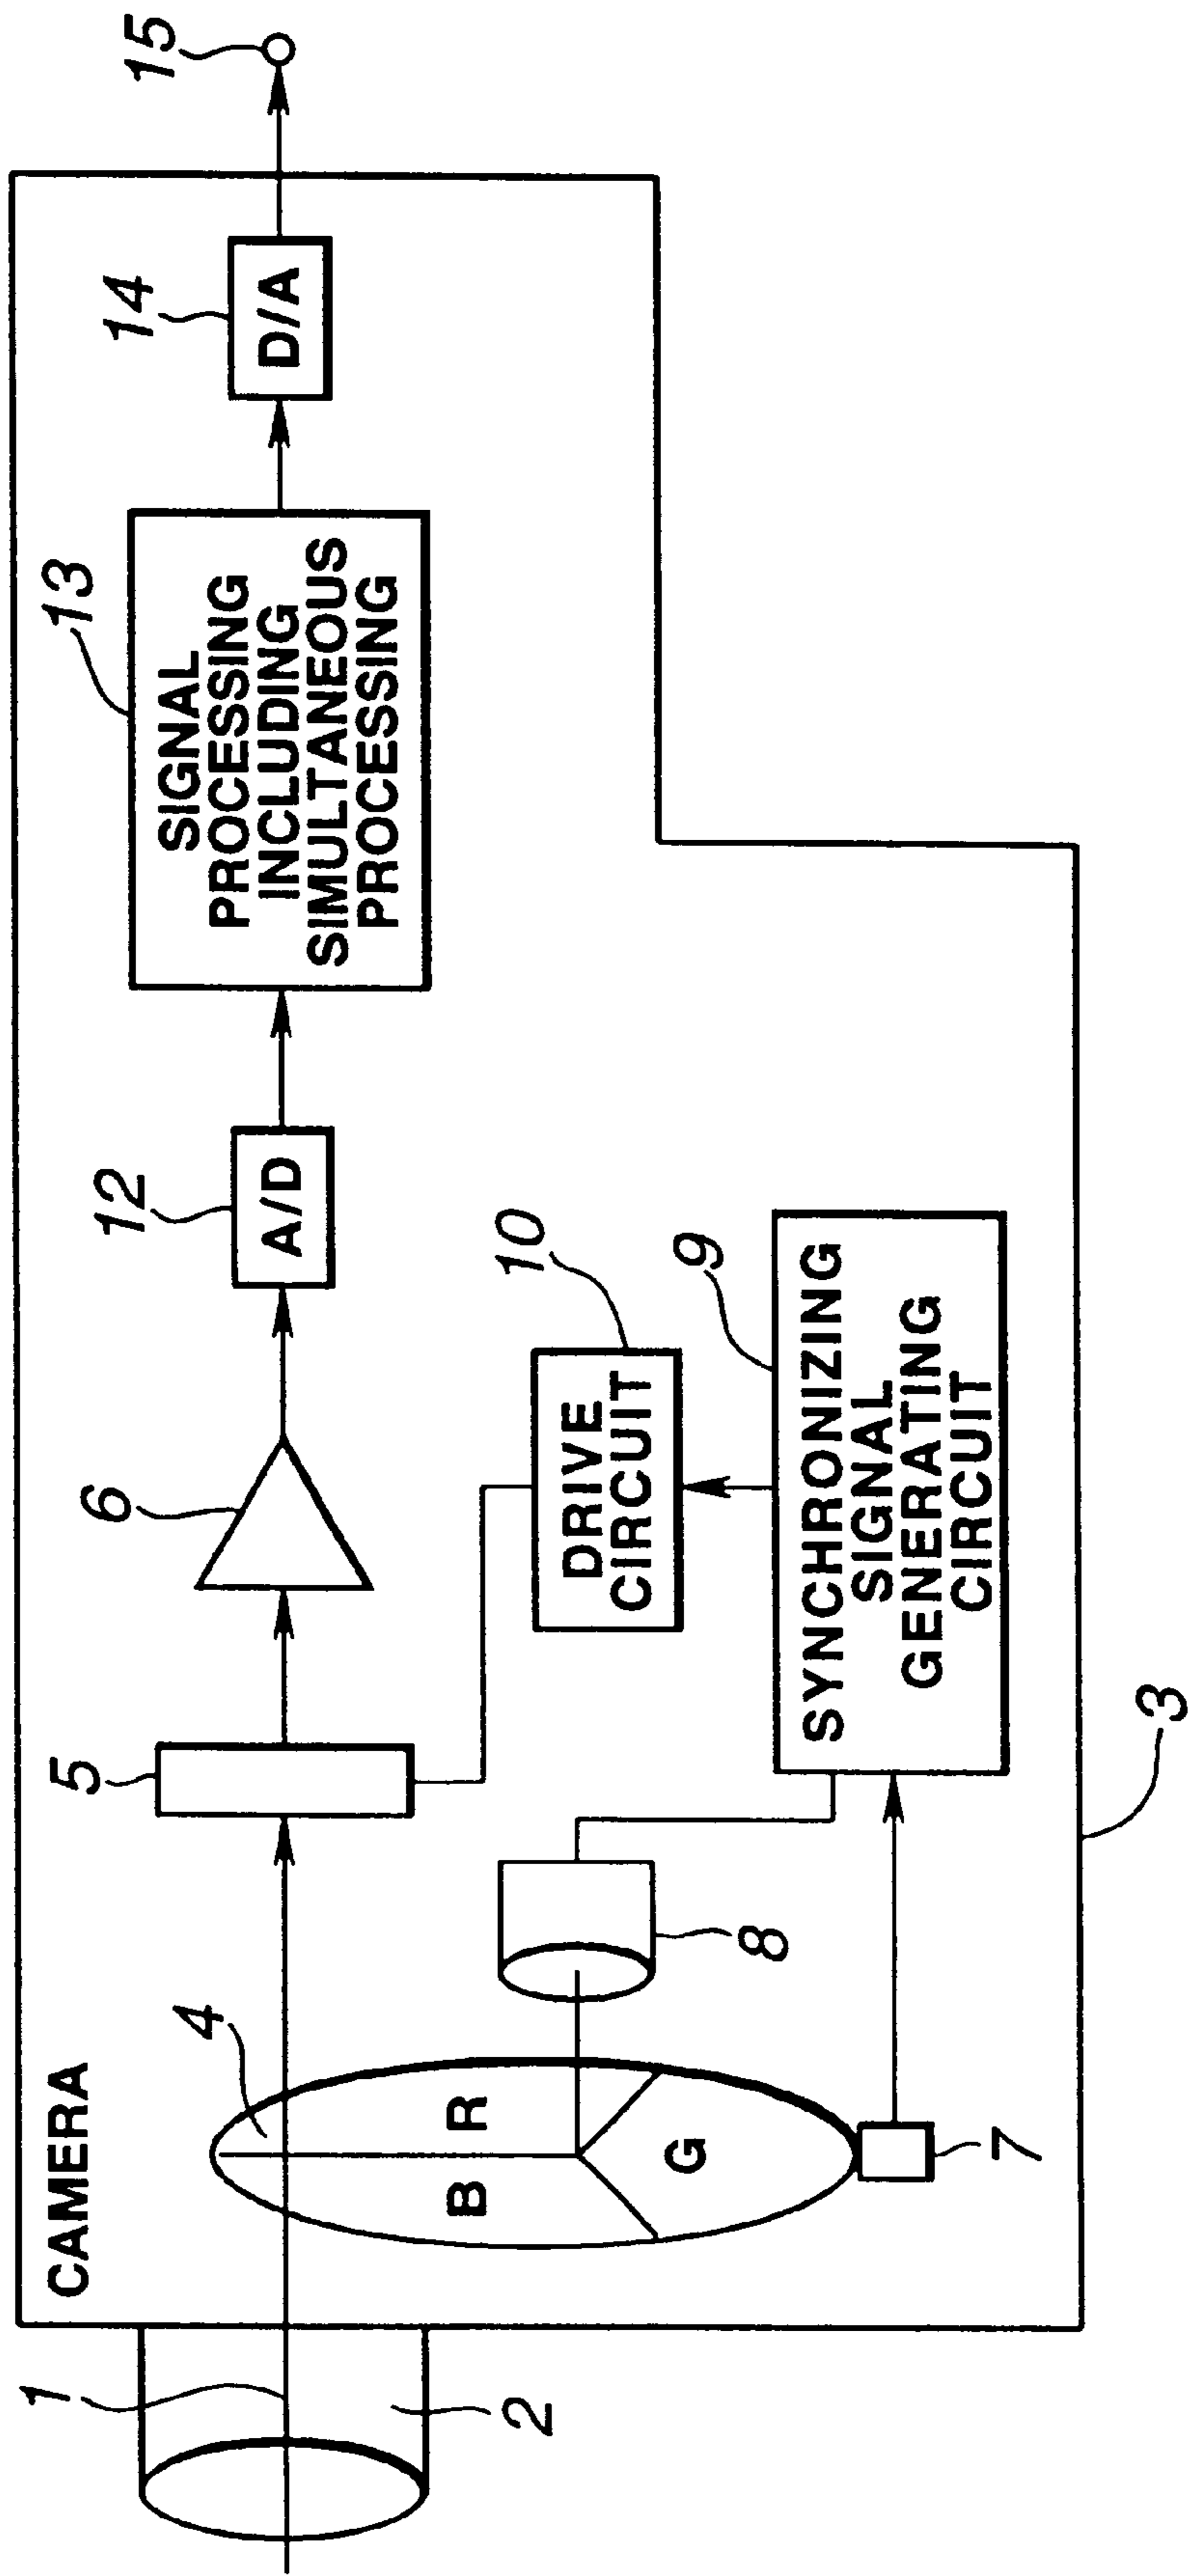 CAMERA
1
2
3
4
B
R
G
5
6
7
8
SYNCHRONIZING
SIGNAL
GENERATING
CIRCUIT
9
DRIVE
CIRCUIT
10
A/D
12
SIGNAL
PROCESSING
INCLUDING
SIMULTANEOUS
PROCESSING
13
D/A
14
15